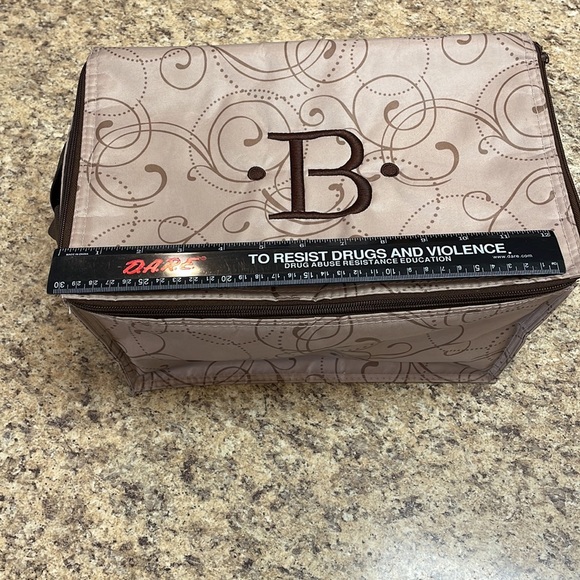 ·B·
D.A.R.E.® TO RESIST DRUGS AND VIOLENCE.
DRUG ABUSE RESISTANCE EDUCATION www.dare.com